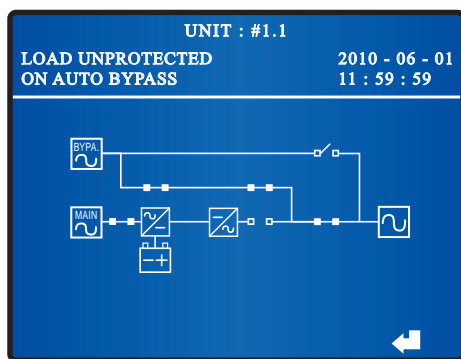 UNIT : #1.1
LOAD UNPROTECTED 2010 - 06 - 01
ON AUTO BYPASS 11 : 59 : 59
BYPA.
MAIN